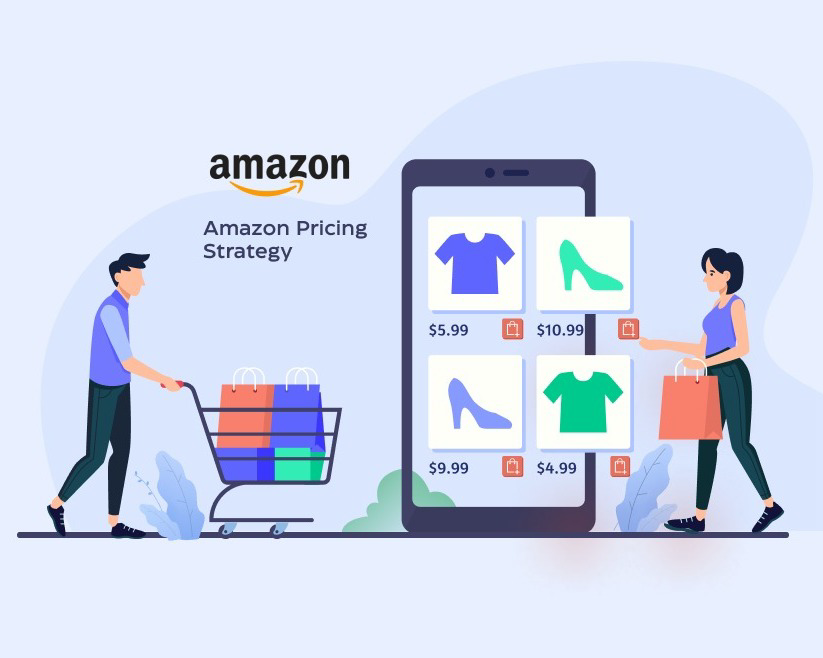 amazon
Amazon Pricing
Strategy
$5.99
$10.99
$9.99
$4.99